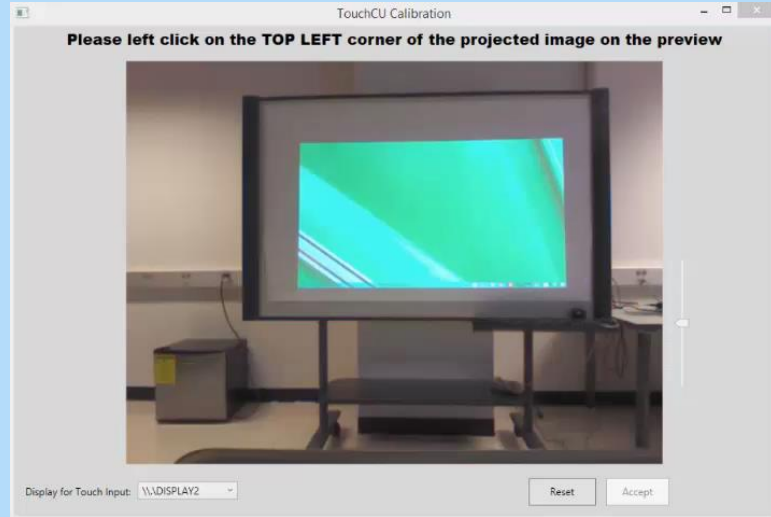 TouchCU Calibration
Please left click on the TOP LEFT corner of the projected image on the preview
Display for Touch Input: \\.\DISPLAY2
Reset
Accept